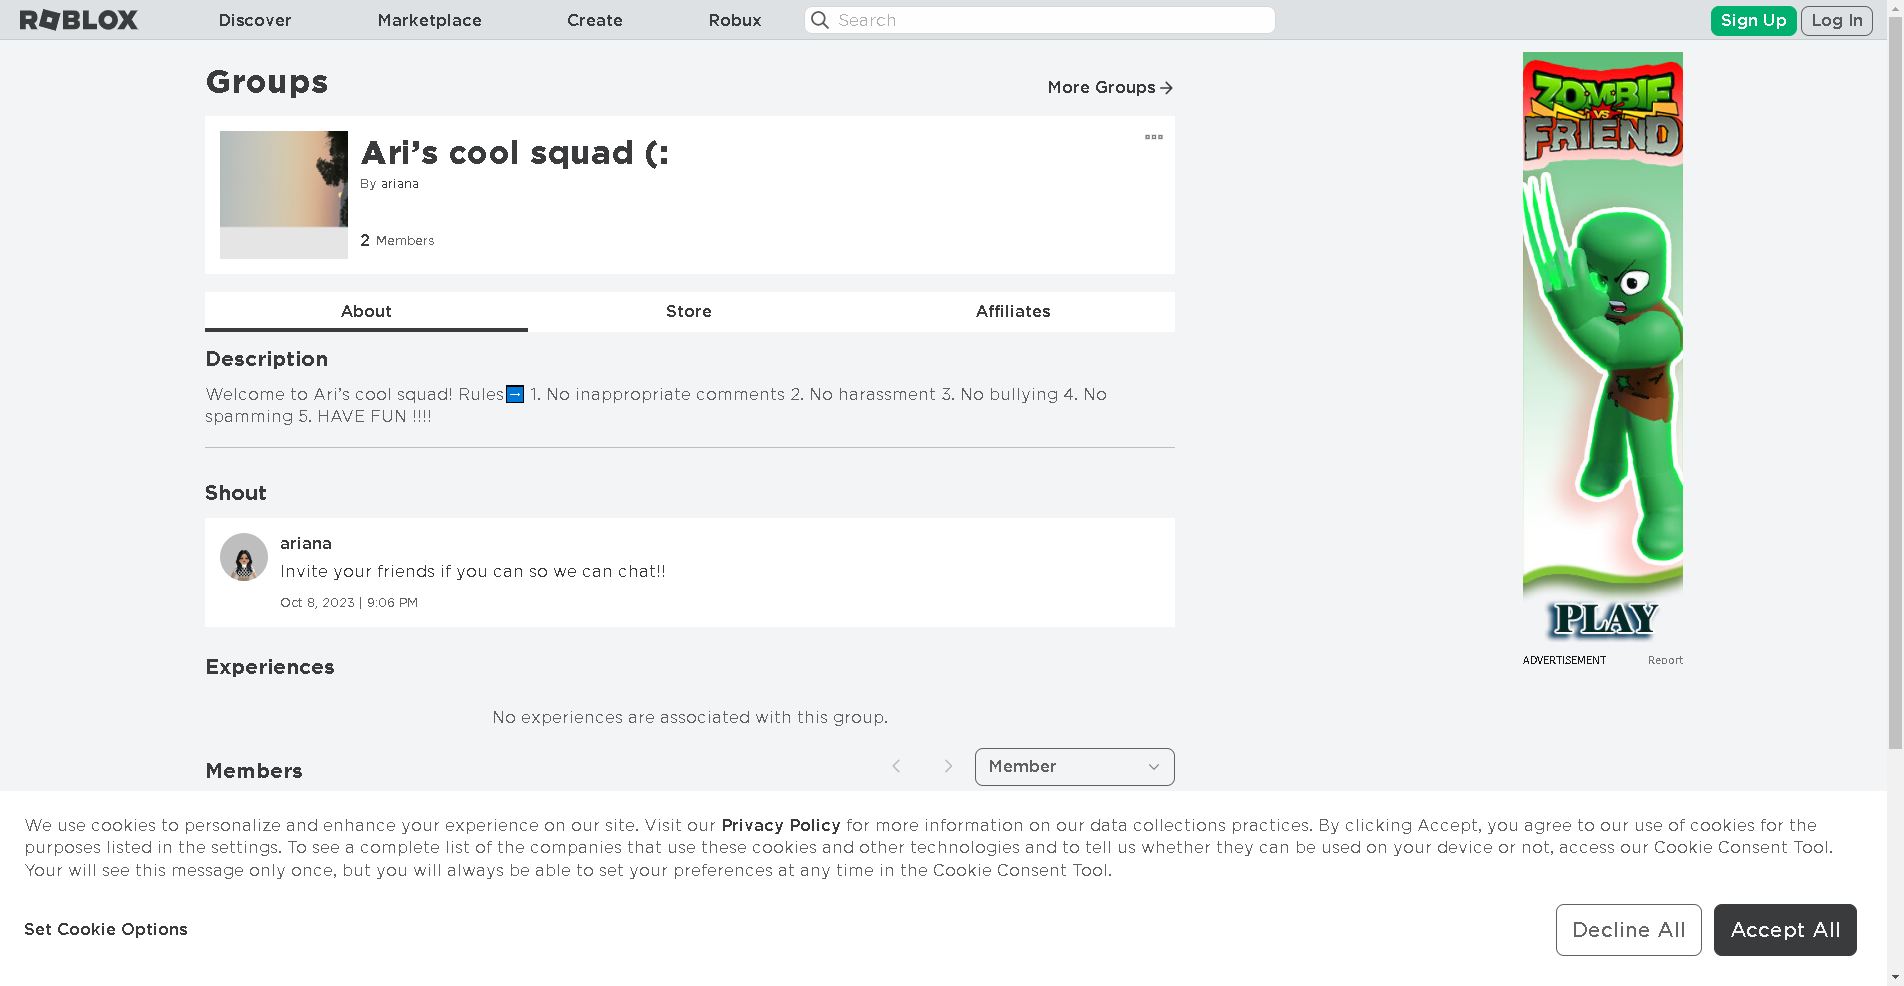 ROBLOX Discover Marketplace Create Robux Search Sign Up Log In
Groups
More Groups
Ari's cool squad (:
By ariana
2 Members
About Store Affiliates
Description
Welcome to Ari's cool squad! Rules➡️ 1. No inappropriate comments 2. No harassment 3. No bullying 4. No
spamming 5. HAVE FUN !!!!
Shout
ariana
Invite your friends if you can so we can chat!!
Oct 8, 2023 | 9:06 PM
Experiences
No experiences are associated with this group.
Members
Member
ZOMBIE
VS
FRIEND
PLAY
ADVERTISEMENT Report
We use cookies to personalize and enhance your experience on our site. Visit our Privacy Policy for more information on our data collections practices. By clicking Accept, you agree to our use of cookies for the
purposes listed in the settings. To see a complete list of the companies that use these cookies and other technologies and to tell us whether they can be used on your device or not, access our Cookie Consent Tool.
Your will see this message only once, but you will always be able to set your preferences at any time in the Cookie Consent Tool.
Set Cookie Options
Decline All Accept All